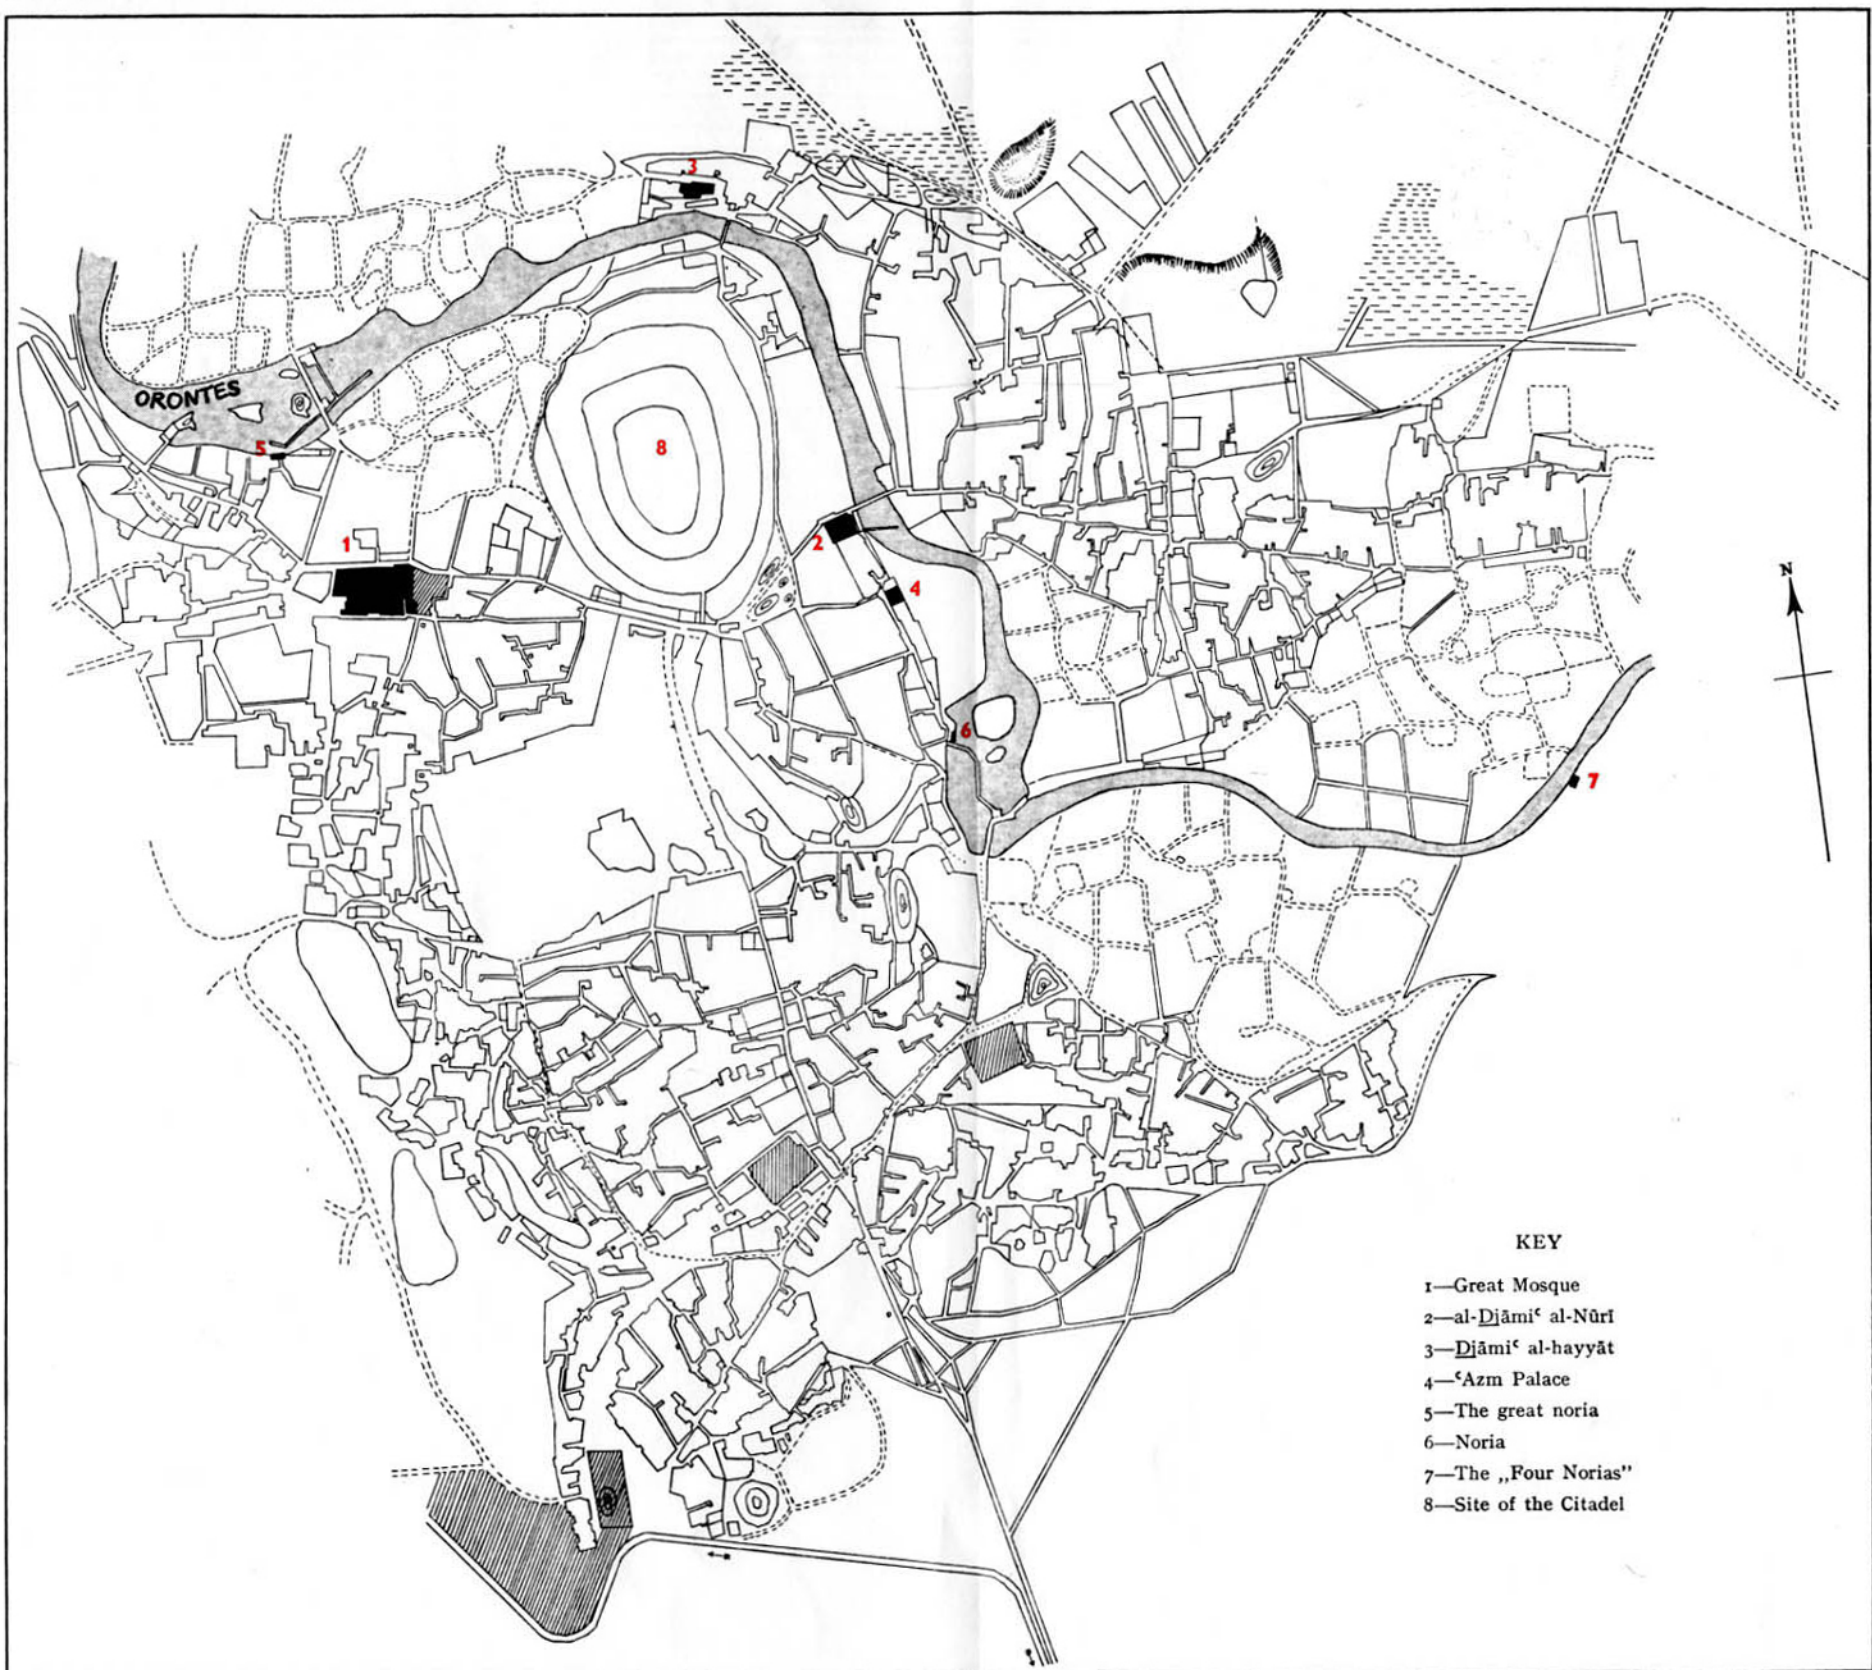 3
ORONTES
5
8
1
2
4
N
6
7
KEY
1—Great Mosque
2—al-Djāmiʿ al-Nūrī
3—Djāmiʿ al-hayyāt
4—ʿAzm Palace
5—The great noria
6—Noria
7—The „Four Norias”
8—Site of the Citadel